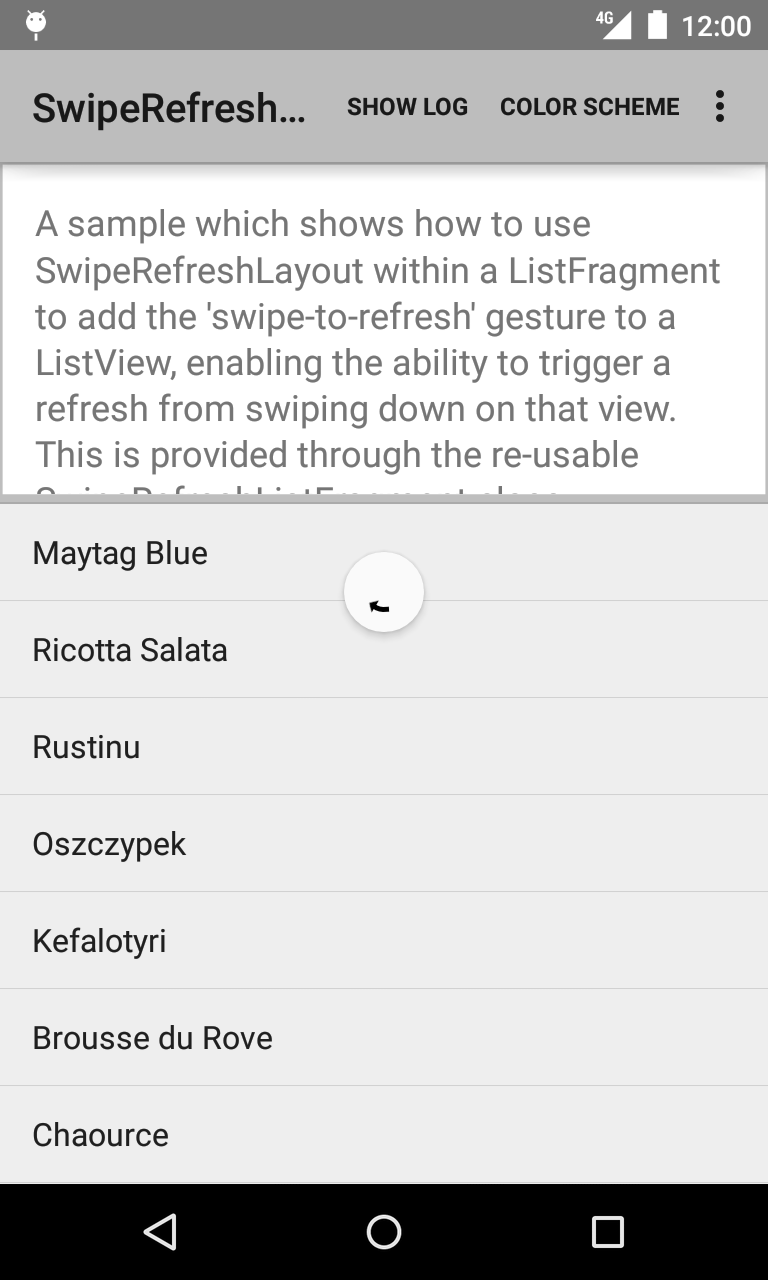 4G 12:00
SwipeRefresh... SHOW LOG COLOR SCHEME
A sample which shows how to use
SwipeRefreshLayout within a ListFragment
to add the 'swipe-to-refresh' gesture to a
ListView, enabling the ability to trigger a
refresh from swiping down on that view.
This is provided through the re-usable
SwipeRefreshListFragment class.
Maytag Blue
Ricotta Salata
Rustinu
Oszczypek
Kefalotyri
Brousse du Rove
Chaource